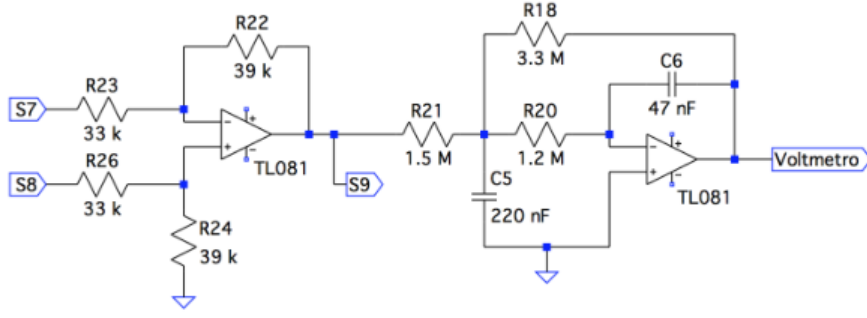 R22
39 k
R18
3.3 M
C6
47 nF
S7
R23
33 k
R21
1.5 M
R20
1.2 M
S8
R26
33 k
TL081
S9
C5
220 nF
TL081
Voltmetro
R24
39 k